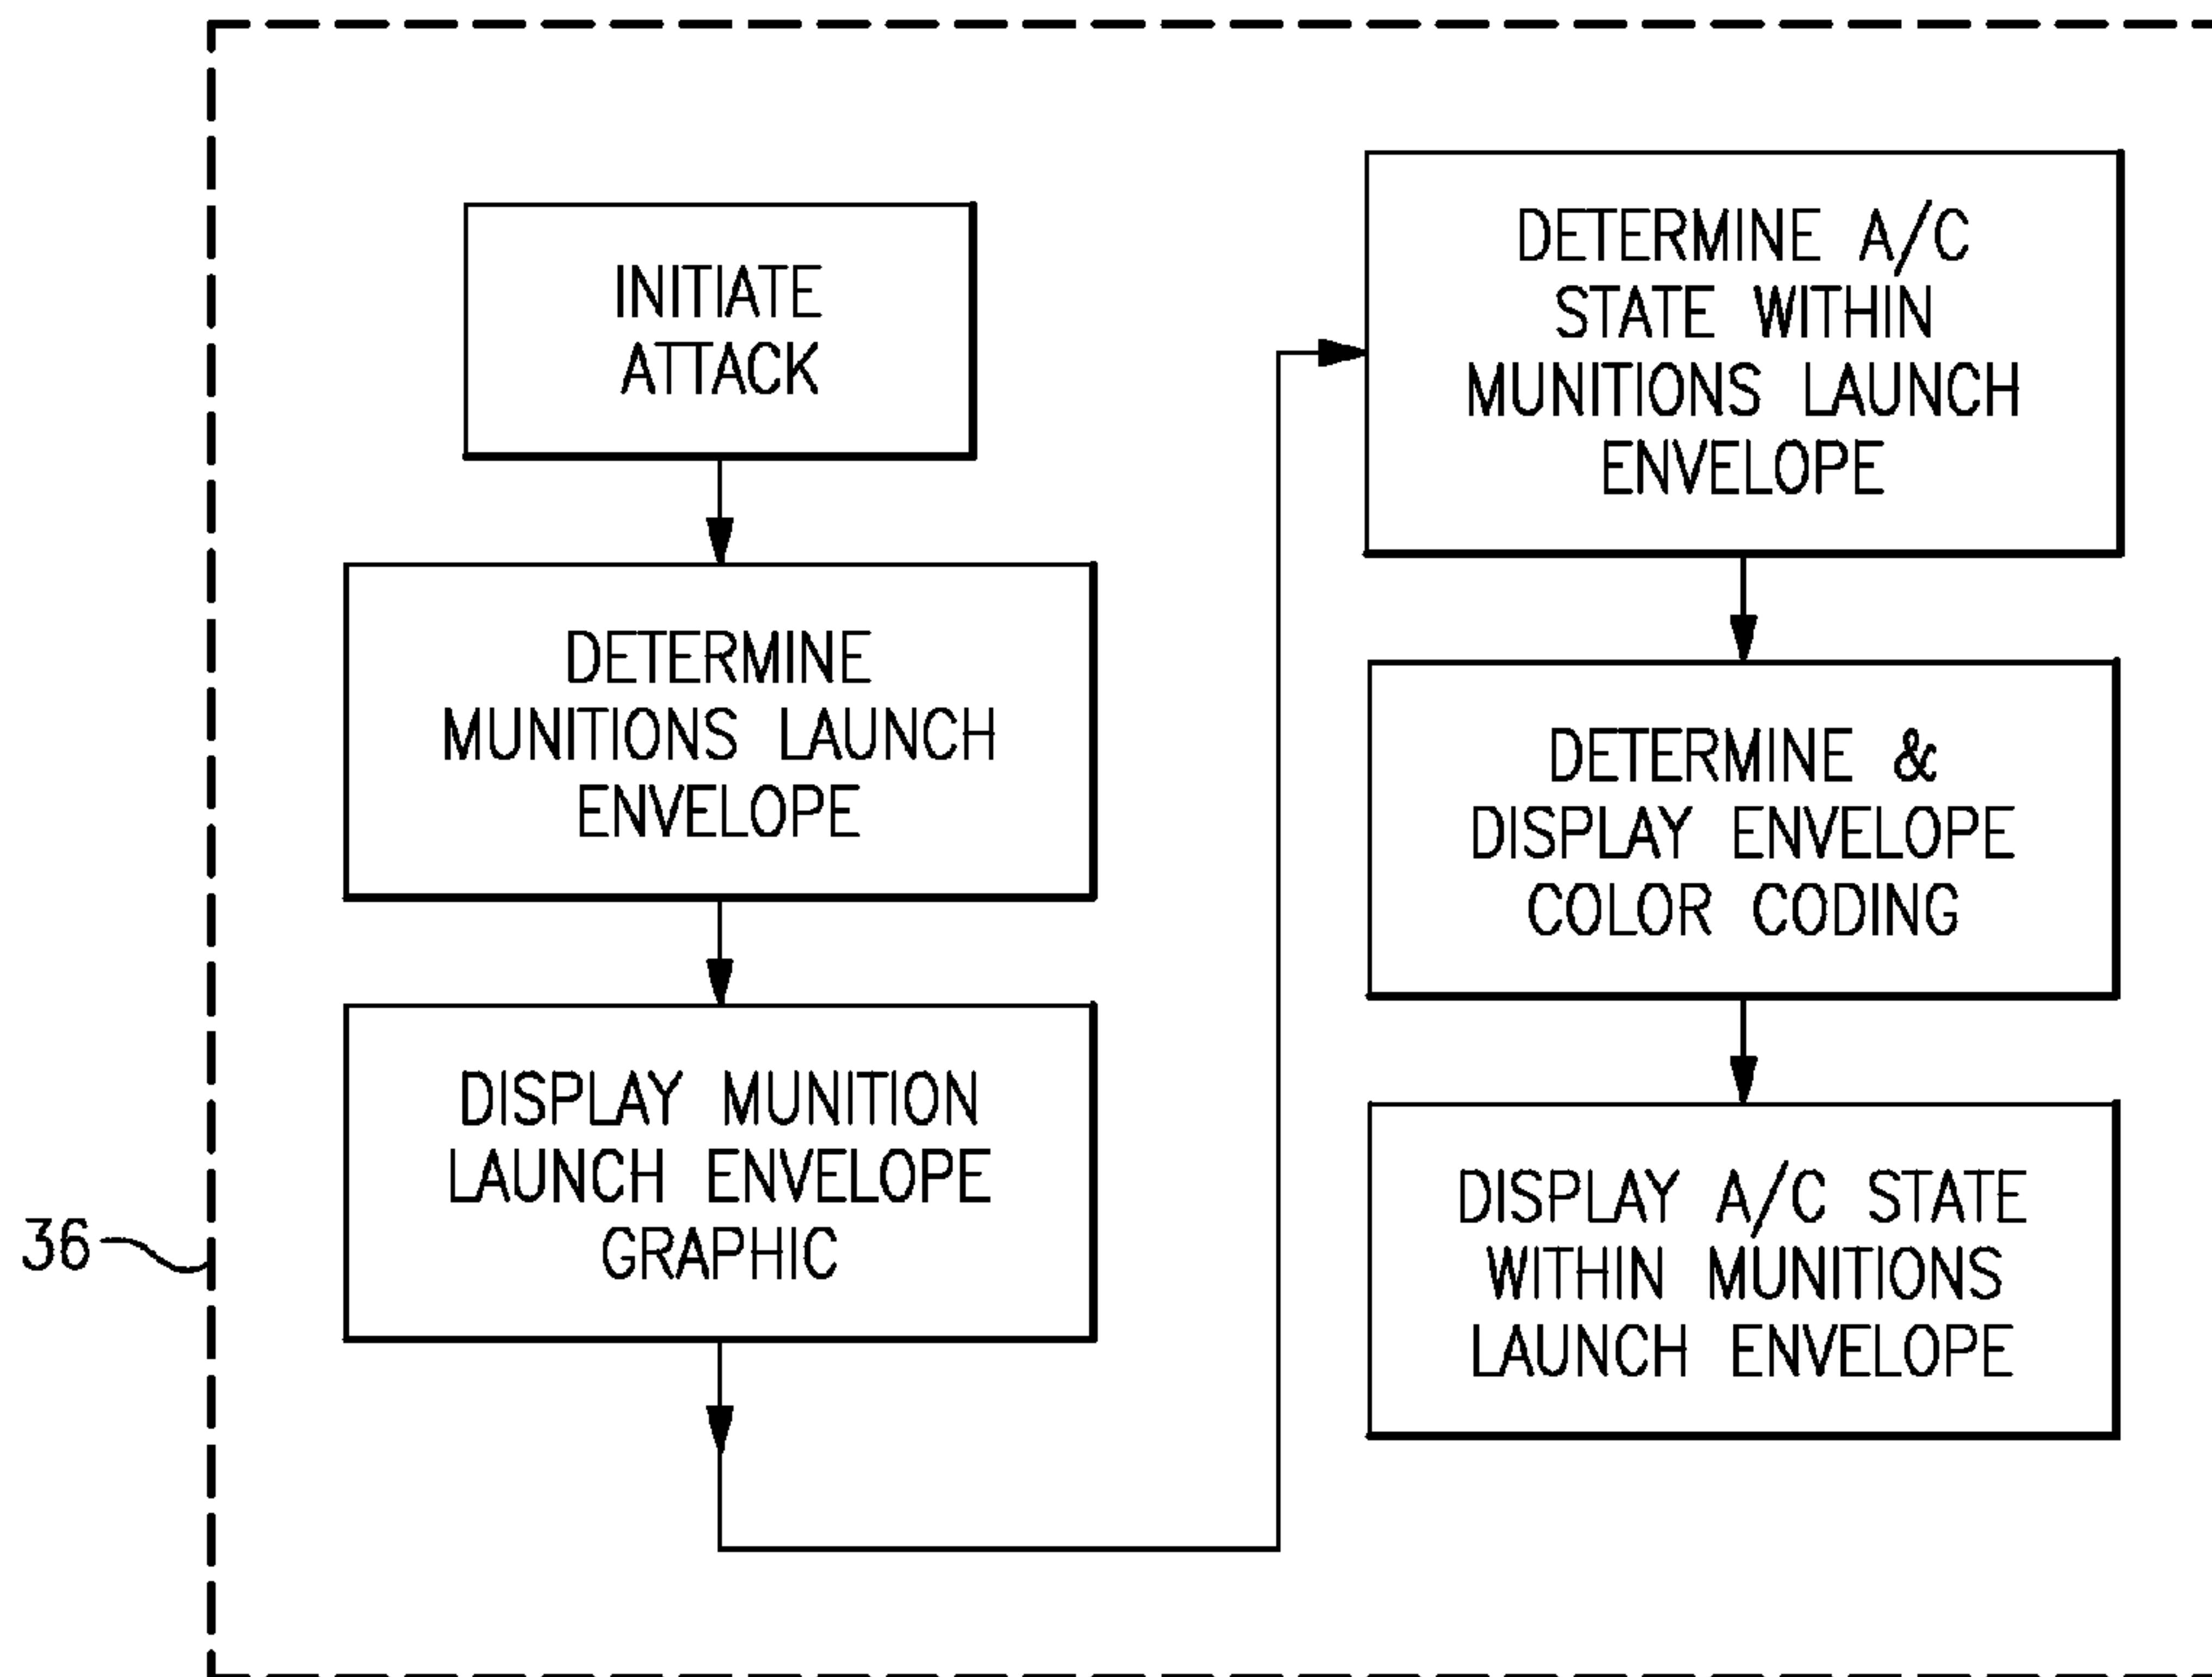 INITIATE
ATTACK
DETERMINE
MUNITIONS LAUNCH
ENVELOPE
DISPLAY MUNITION
LAUNCH ENVELOPE
GRAPHIC
36
DETERMINE A/C
STATE WITHIN
MUNITIONS LAUNCH
ENVELOPE
DETERMINE &
DISPLAY ENVELOPE
COLOR CODING
DISPLAY A/C STATE
WITHIN MUNITIONS
LAUNCH ENVELOPE